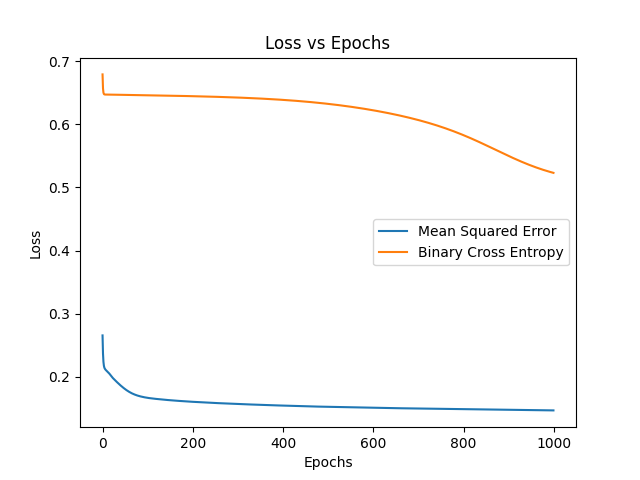 Loss vs Epochs
0.7
0.6
0.5
0.4
0.3
0.2
Loss
Mean Squared Error
Binary Cross Entropy
0 200 400 600 800 1000
Epochs